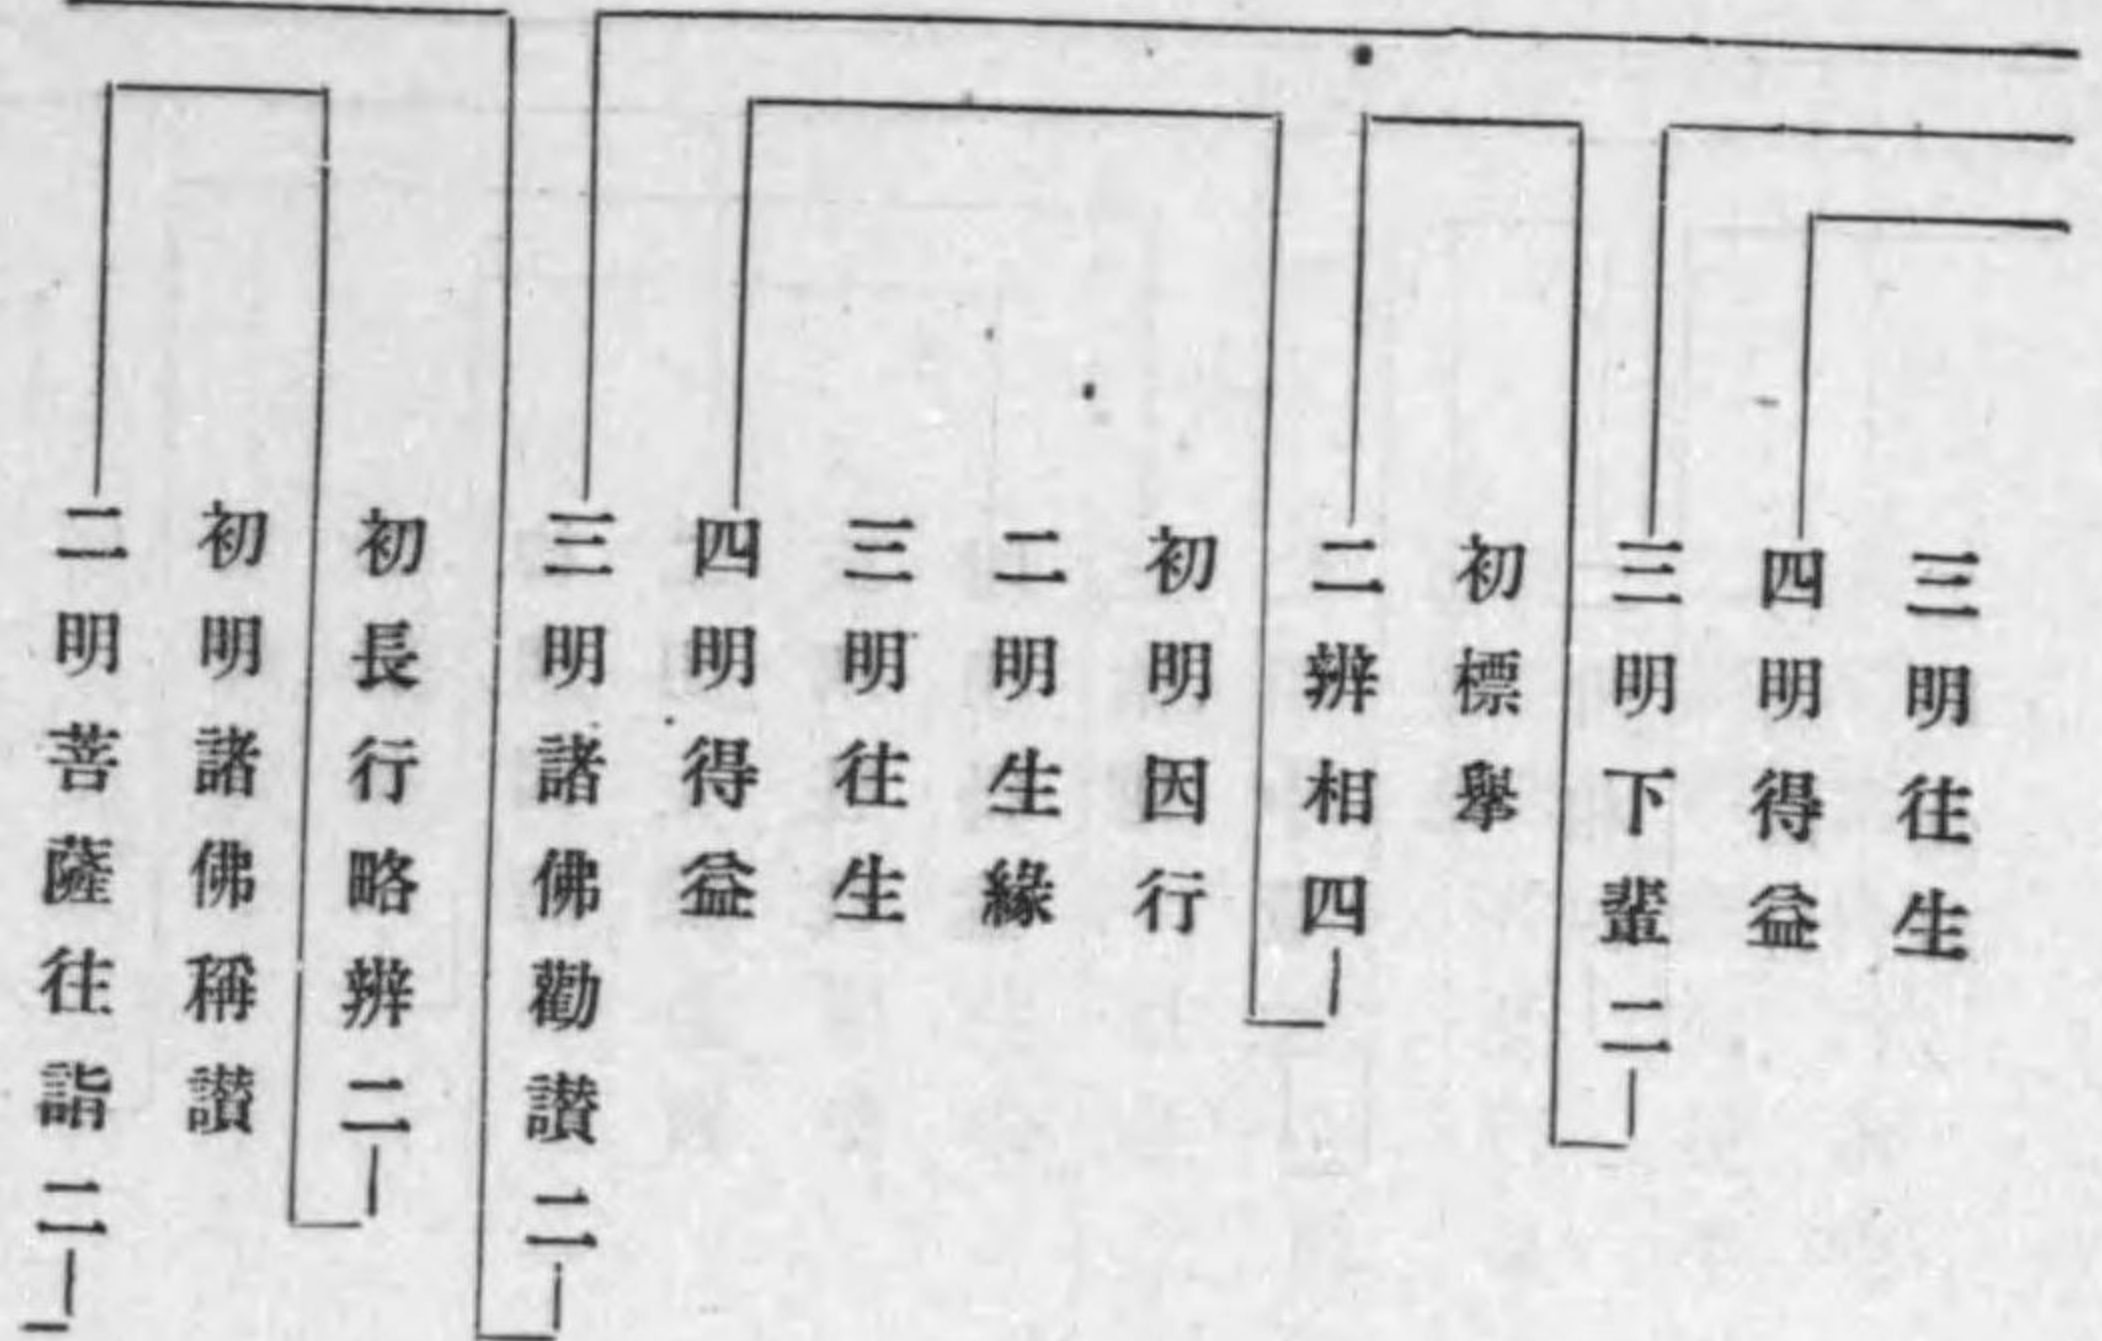 三明往生
四明得益
三明下輩二
初標舉
二辨相四
初明因行
二明生緣
三明往生
四明得益
三明諸佛勸讃二
初長行略辨二
初明諸佛稱讃
二明菩薩往詣二